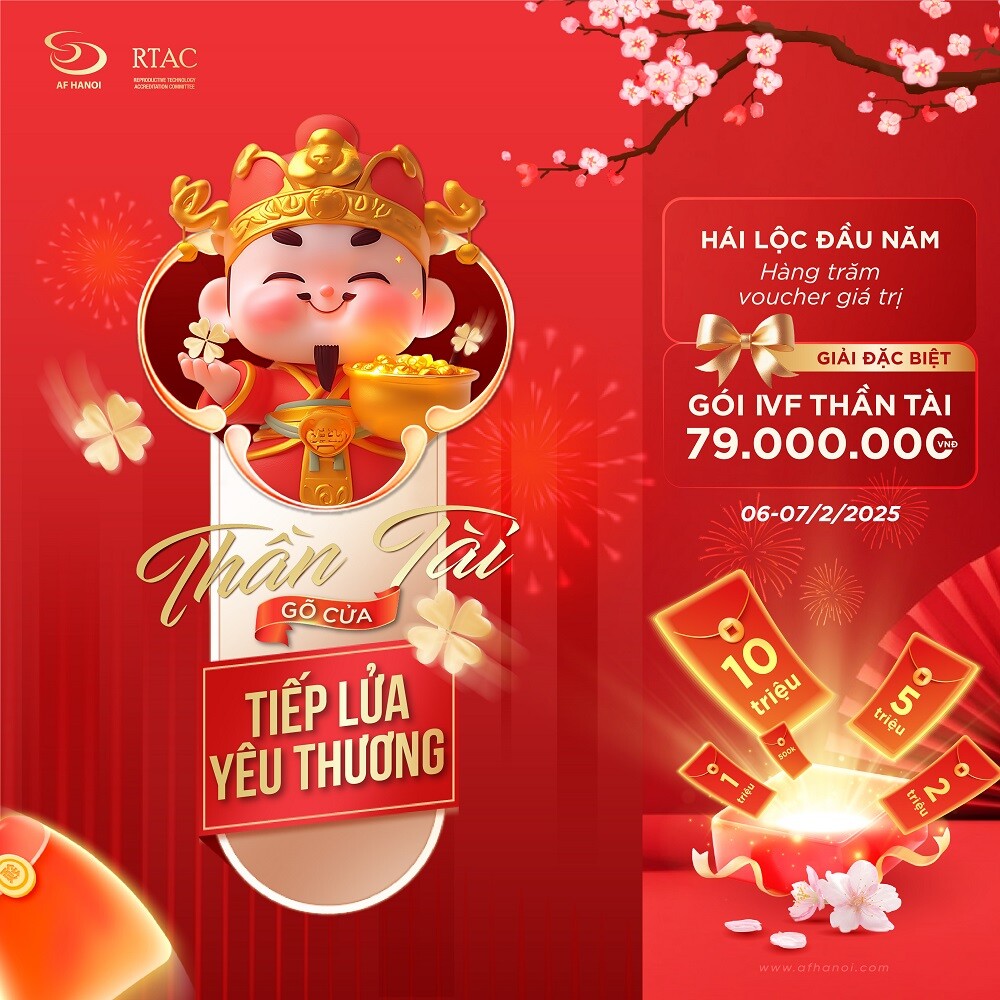 AF HANOI
RTAC
REPRODUCTIVE TECHNOLOGY
ACCREDITATION COMMITTEE
Thần Tài
GÕ CỬA
TIẾP LỬA
YÊU THƯƠNG
HÁI LỘC ĐẦU NĂM
Hàng trăm
voucher giá trị
GIẢI ĐẶC BIỆT
GÓI IVF THẦN TÀI
79.000.000 VNĐ
06-07/2/2025
10
triệu
5
triệu
500k
1
triệu
2
triệu
www.afhanoi.com